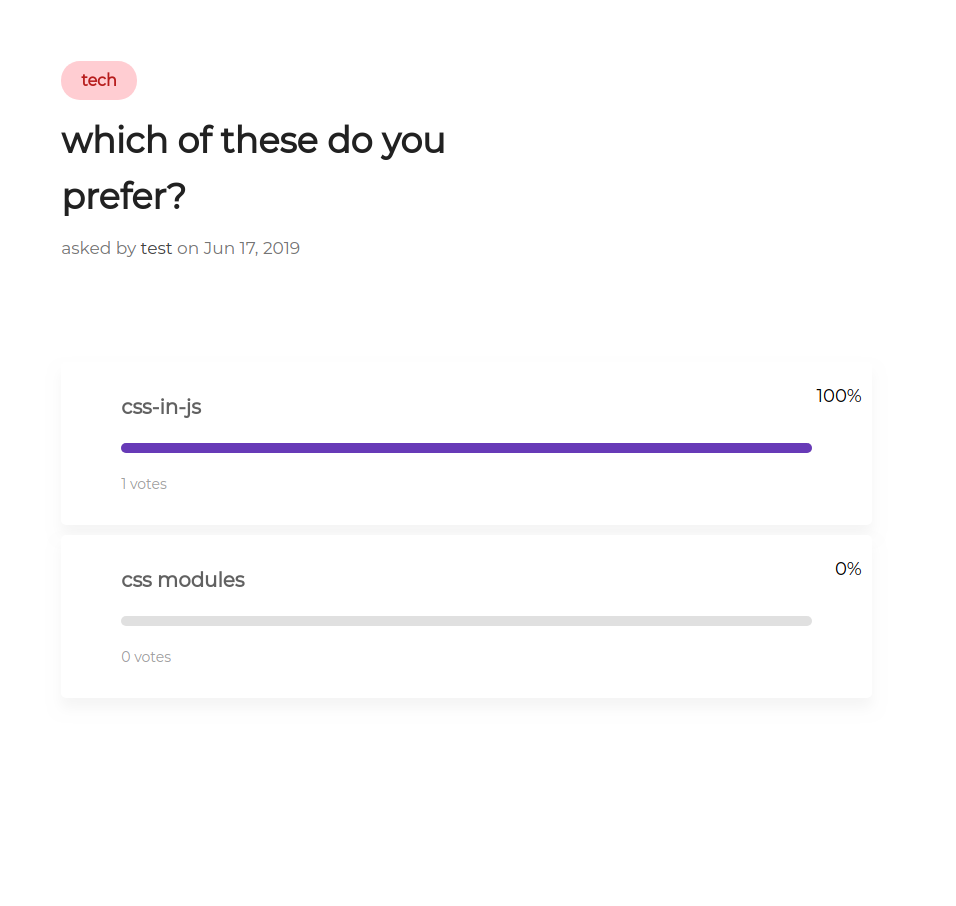 tech
which of these do you
prefer?
asked by test on Jun 17, 2019
css-in-js
100%
1 votes
css modules
0%
0 votes